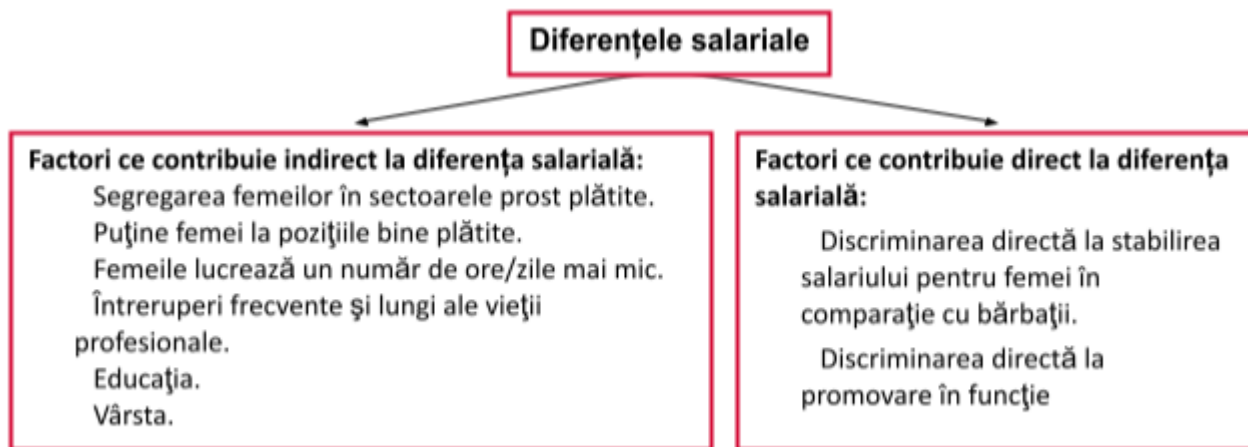 Diferențele salariale
Factori ce contribuie indirect la diferența salarială:
Segregarea femeilor în sectoarele prost plătite.
Puţine femei la poziţiile bine plătite.
Femeile lucrează un număr de ore/zile mai mic.
Întreruperi frecvente şi lungi ale vieţii
profesionale.
Educaţia.
Vârsta.
Factori ce contribuie direct la diferența
salarială:
Discriminarea directă la stabilirea
salariului pentru femei în
comparaţie cu bărbaţii.
Discriminarea directă la
promovare în funcţie